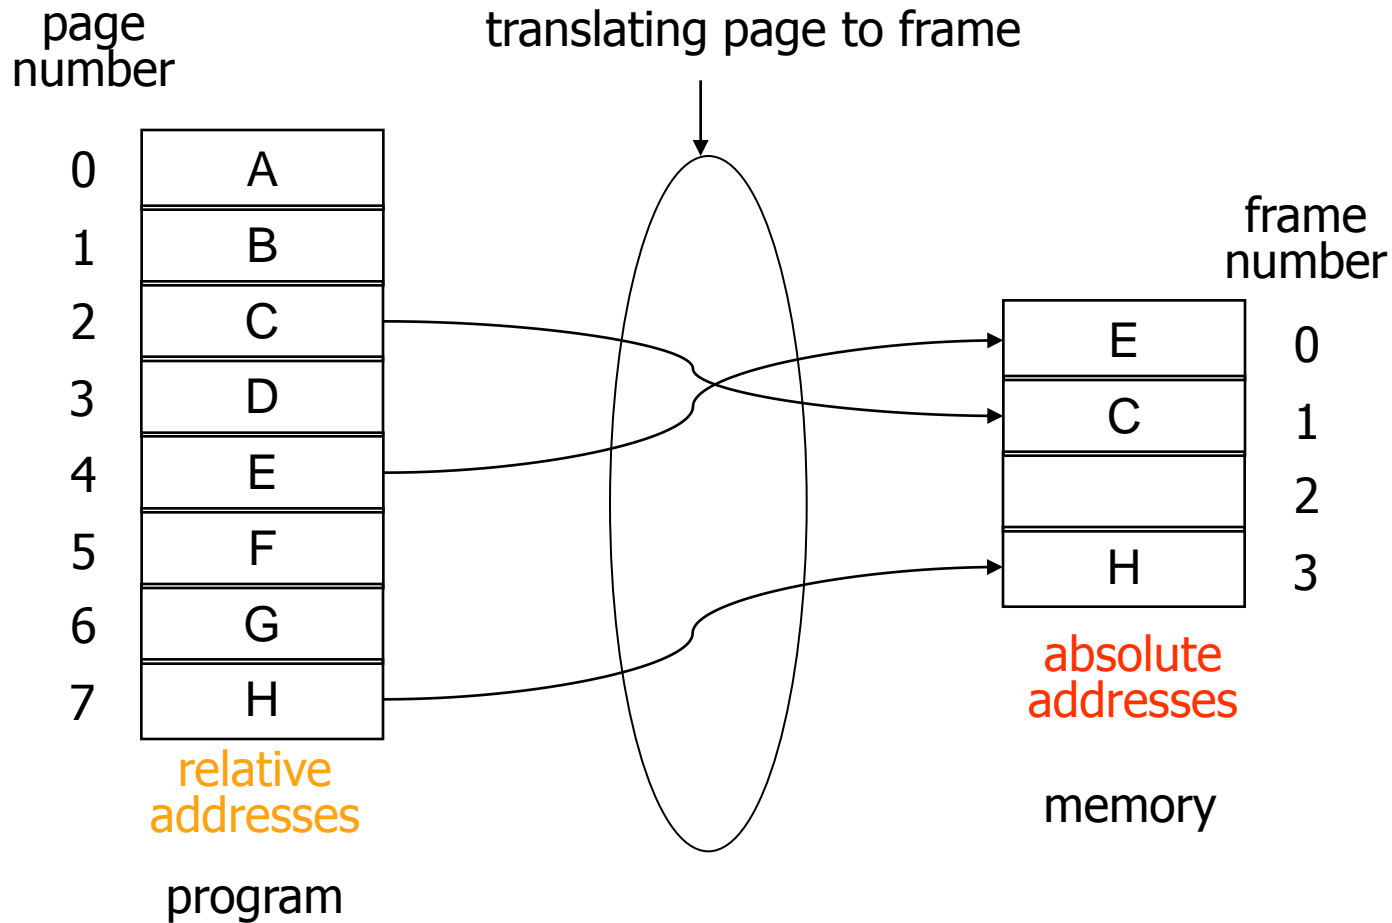 page
number
translating page to frame
0 A
1 B
2 C
3 D
4 E
5 F
6 G
7 H
relative
addresses
program
frame
number
E 0
C 1
2
H 3
absolute
addresses
memory